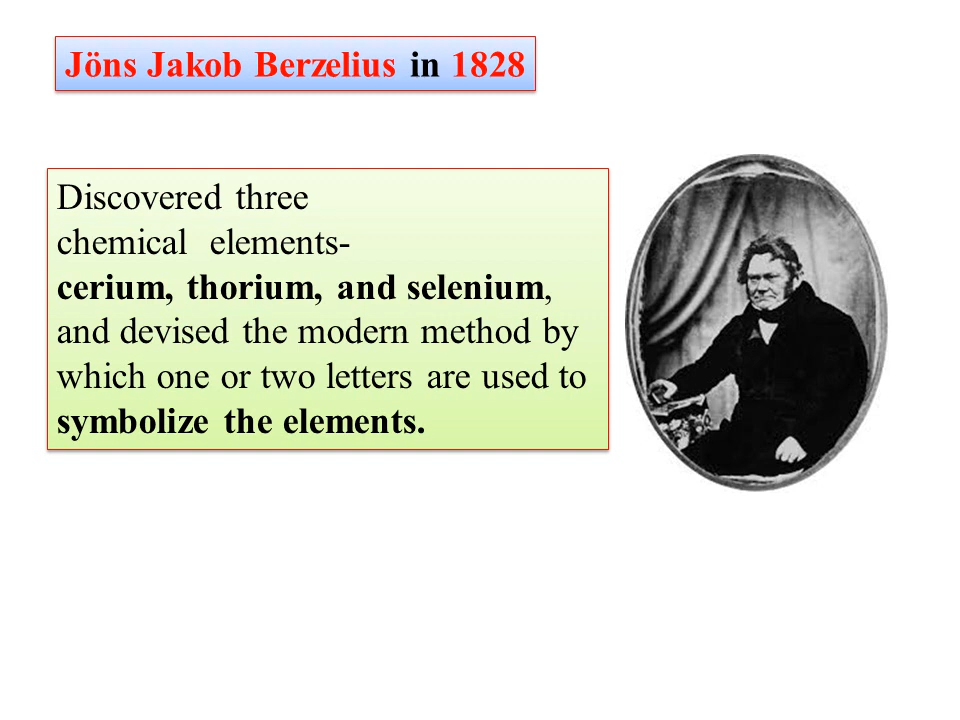 Jöns Jakob Berzelius in 1828
Discovered three
chemical elements-
cerium, thorium, and selenium,
and devised the modern method by
which one or two letters are used to
symbolize the elements.